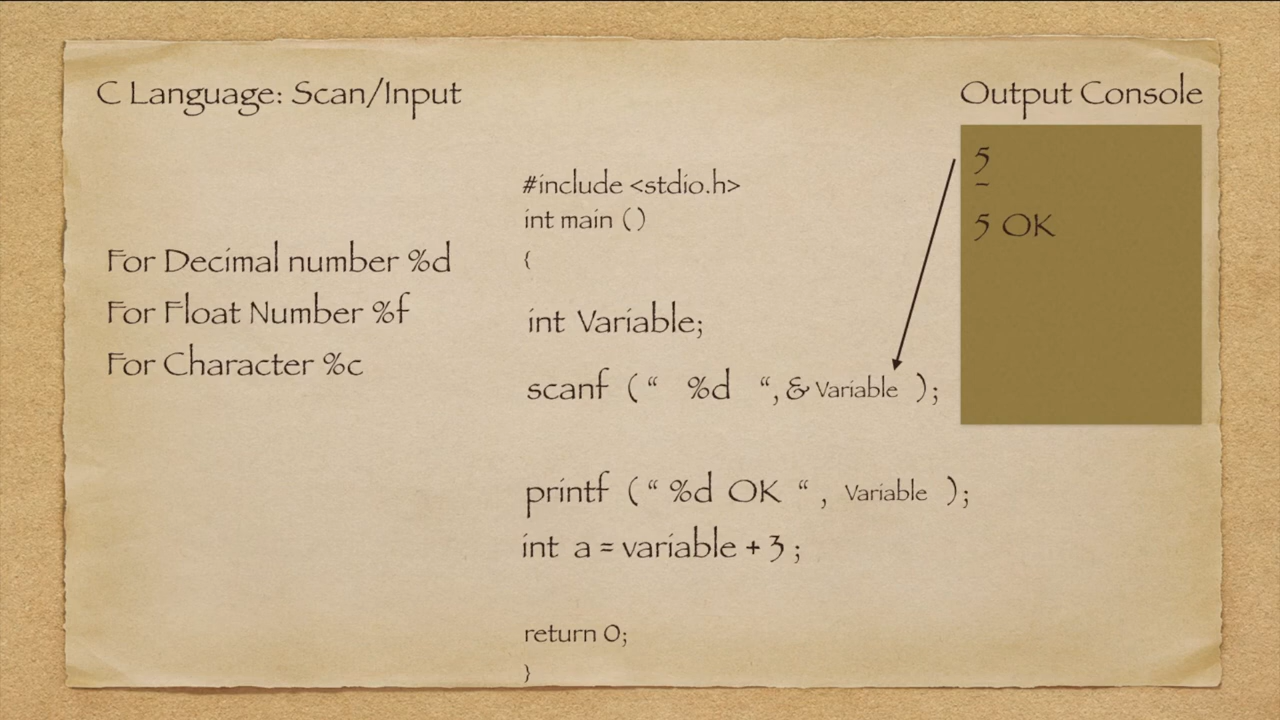 C Language: Scan/Input
For Decimal number %d
For Float Number %f
For Character %c
#include <stdio.h>
int main ( )
{
int Variable;
scanf ( “ %d “, & Variable ) ;
printf ( “ %d OK “ , Variable ) ;
int a = variable + 3 ;
return 0;
}
Output Console
5
_
5 OK